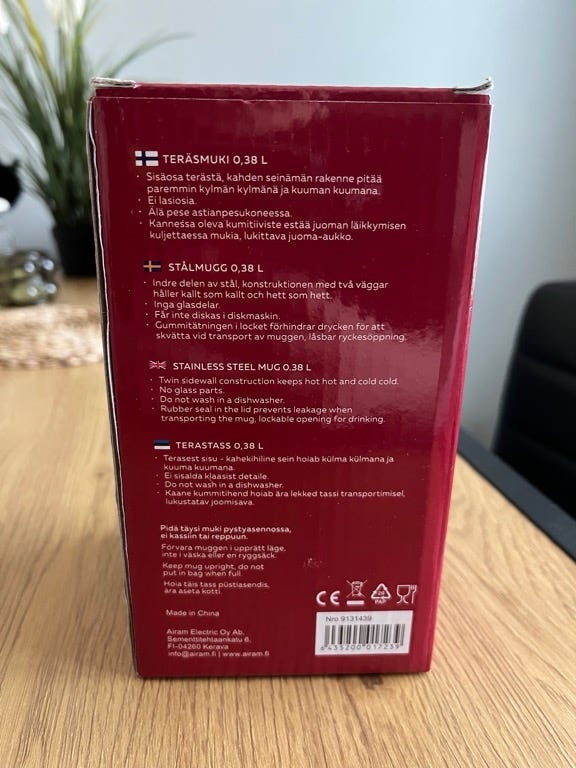 TERÄSMUKI 0,38 L
· Sisäosa terästä, kahden seinämän rakenne pitää
paremmin kylmän kylmänä ja kuuman kuumana.
· Ei lasiosia.
· Älä pese astianpesukoneessa.
· Kannessa oleva kumitiiviste estää juoman läikkymisen
kuljettaessa mukia, lukittava juoma-aukko.
STÅLMUGG 0,38 L
· Indre delen av stål, konstruktionen med två väggar
håller kallt som kallt och hett som hett.
· Inga glasdelar.
· Får inte diskas i diskmaskin.
· Gummitätningen i locket förhindrar drycken för att
skvätta vid transport av muggen, låsbar ryckesöppning.
STAINLESS STEEL MUG 0.38 L
· Twin sidewall construction keeps hot hot and cold cold.
· No glass parts.
· Do not wash in a dishwasher.
· Rubber seal in the lid prevents leakage when
transporting the mug, lockable opening for drinking.
TERASTASS 0,38 L
· Terasest sisu - kahekihiline sein hoiab külma külmana ja
kuuma kuumana.
· Ei sisalda klaasist detaile.
· Do not wash in a dishwasher.
· Kaane kummitihend hoiab ära lekked tassi transportimisel,
lukustatav joomisava.
Pidä täysi muki pystyasennossa,
ei kassiin tai reppuun.
Förvara muggen i upprätt läge,
inte i väska eller en ryggsäck.
Keep mug upright, do not
put in bag when full.
Hoia täis tass püstiasendis,
ära aseta kotti.
CE
20
PAP
Made in China
Nro 9131439
Airam Electric Oy Ab.
Sementtitehtaankatu 6,
FI-04260 Kerava
info@airam.fi | www.airam.fi
6 435200 017239